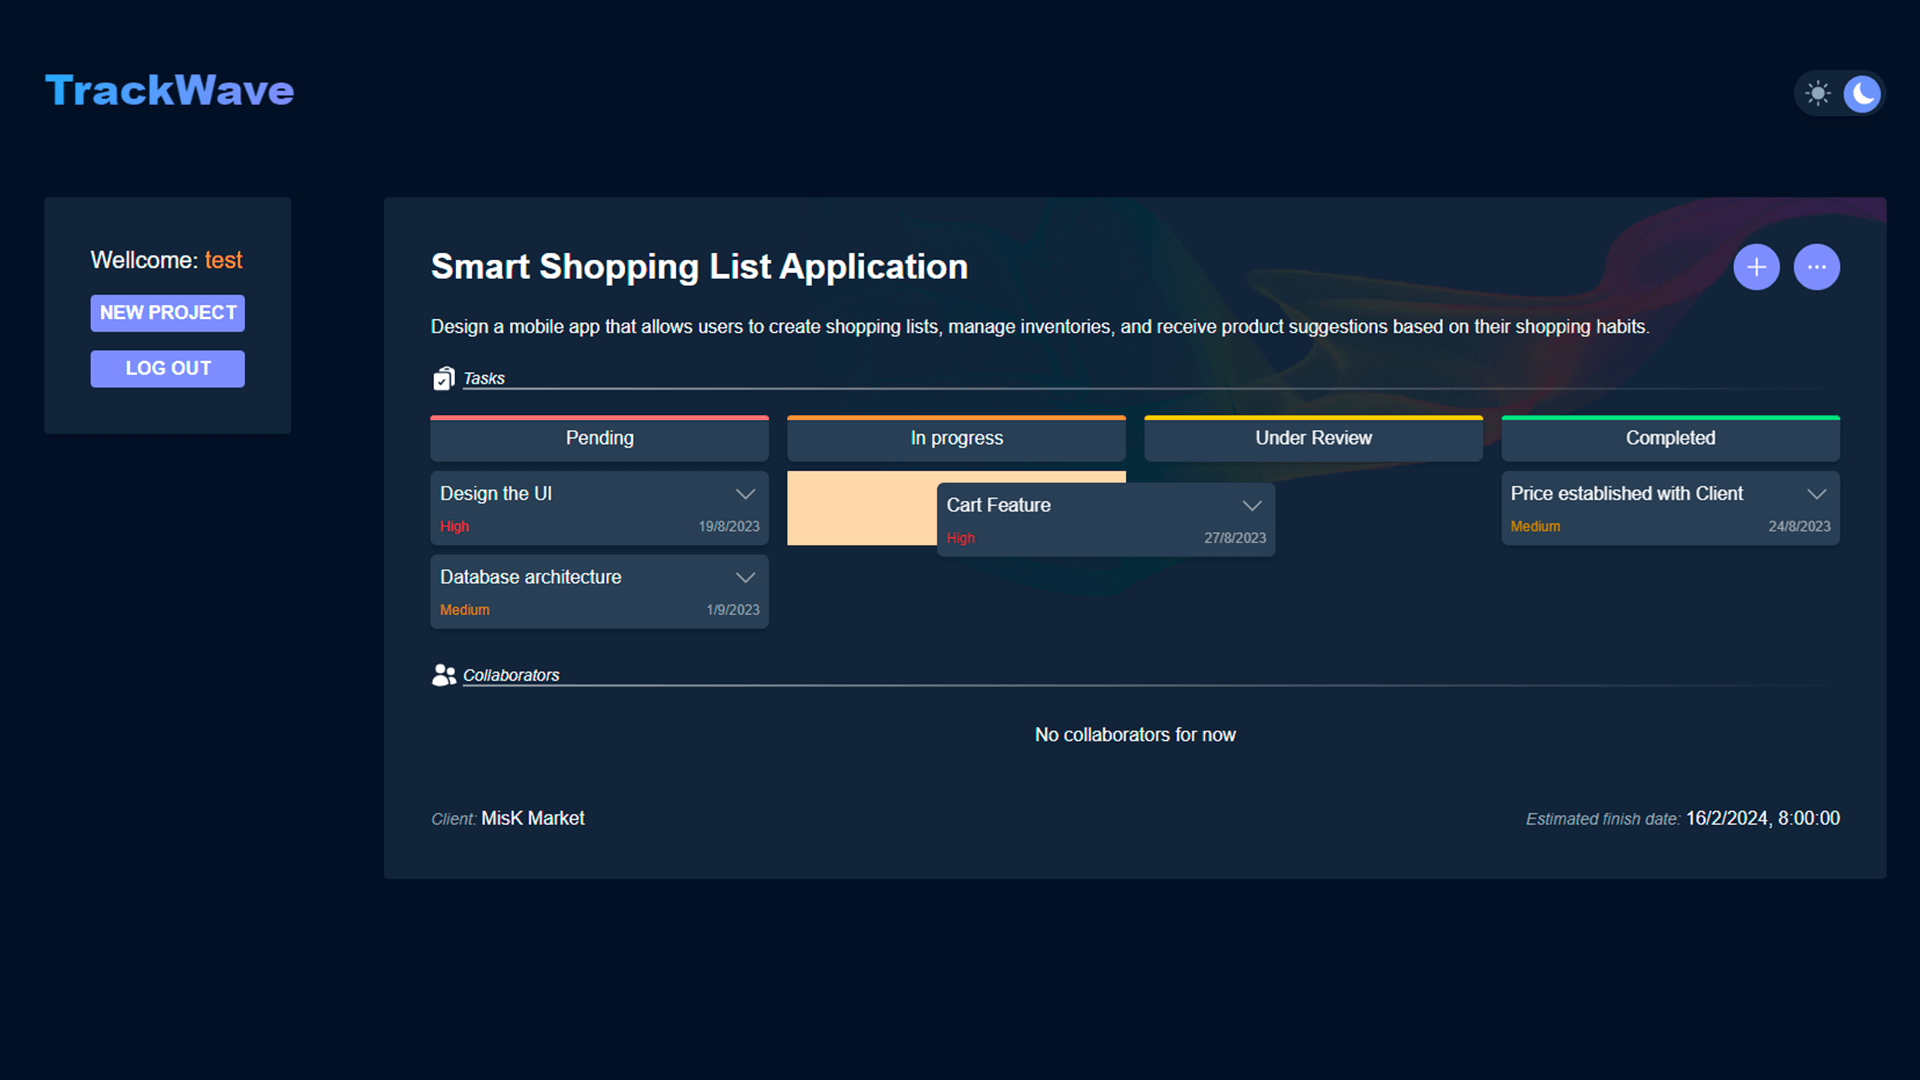 TrackWave
Wellcome: test
NEW PROJECT
LOG OUT
Smart Shopping List Application
Design a mobile app that allows users to create shopping lists, manage inventories, and receive product suggestions based on their shopping habits.
Tasks
Pending
Design the UI
High 19/8/2023
Database architecture
Medium 1/9/2023
In progress
Cart Feature
High 27/8/2023
Under Review
Completed
Price established with Client
Medium 24/8/2023
Collaborators
No collaborators for now
Client: MisK Market
Estimated finish date: 16/2/2024, 8:00:00